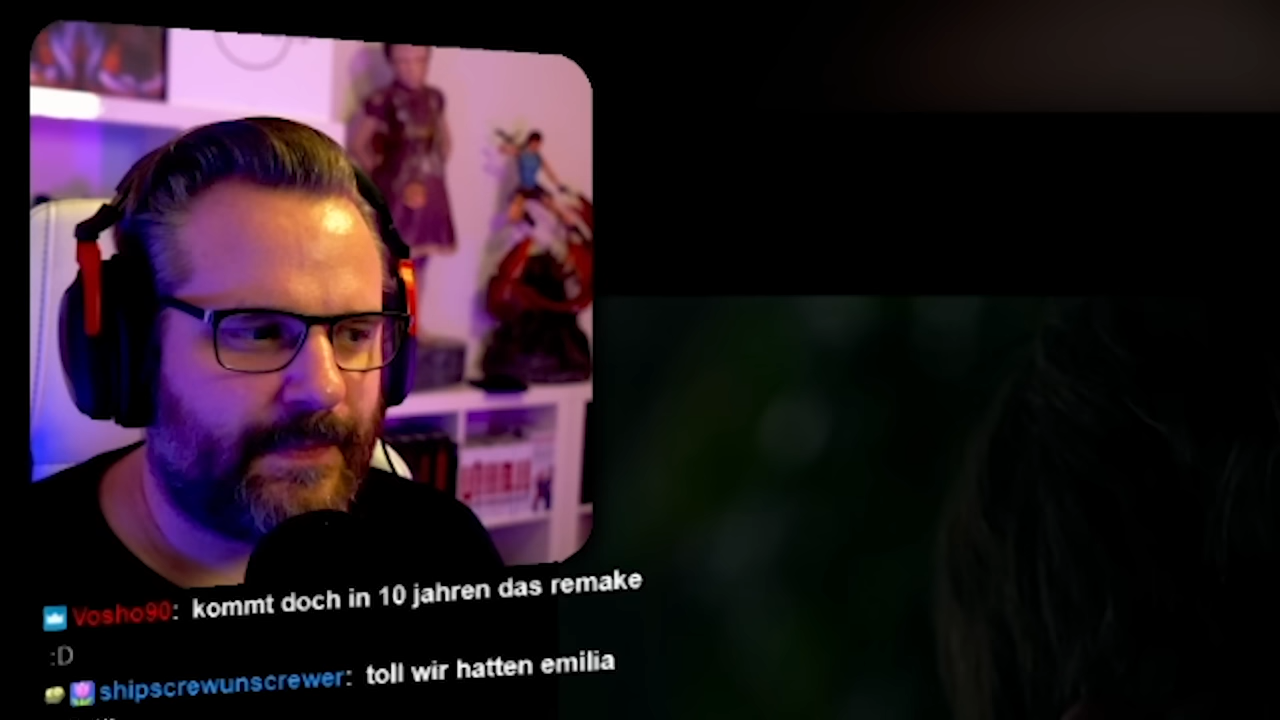 Vosho90: kommt doch in 10 jahren das remake
:D
shipscrewunscrewer: toll wir hatten emilia